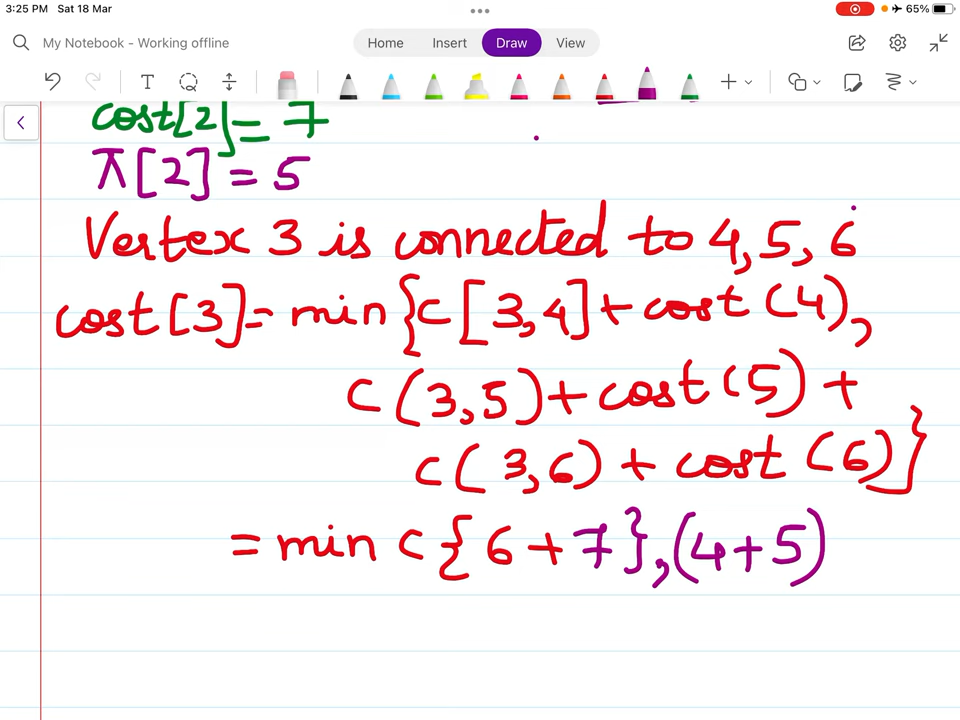 3:25 PM Sat 18 Mar 65%
My Notebook - Working offline Home Insert Draw View
cost[2] = 7
π[2] = 5
Vertex 3 is connected to 4, 5, 6
cost[3] = min{c[3,4] + cost(4),
c(3,5) + cost(5) +
c(3,6) + cost(6)}
= min c{6+7}, (4+5)